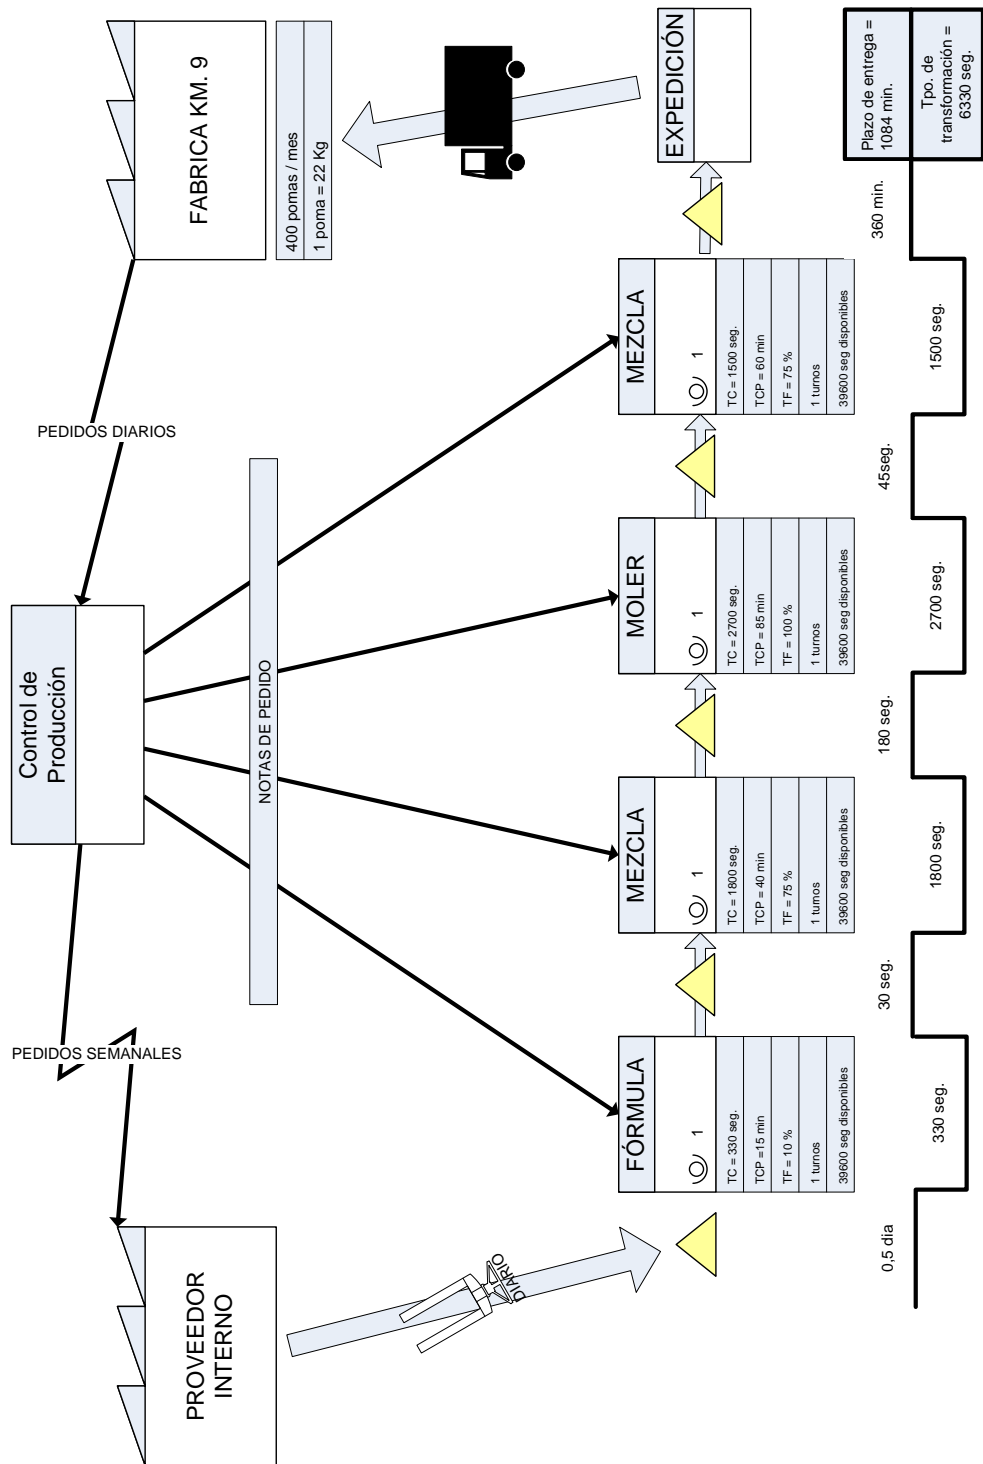 PROVEEDOR
INTERNO
PEDIDOS SEMANALES
Control de
Producción
PEDIDOS DIARIOS
FABRICA KM. 9
400 pomas / mes
1 poma = 22 Kg
NOTAS DE PEDIDO
DIARIO
FÓRMULA
1
TC = 330 seg.
TCP =15 min
TF = 10 %
1 turnos
39600 seg disponibles
MEZCLA
1
TC = 1800 seg.
TCP = 40 min
TF = 75 %
1 turnos
39600 seg disponibles
MOLER
1
TC = 2700 seg.
TCP = 85 min
TF = 100 %
1 turnos
39600 seg disponibles
MEZCLA
1
TC = 1500 seg.
TCP = 60 min
TF = 75 %
1 turnos
39600 seg disponibles
EXPEDICIÓN
0,5 dia
330 seg.
30 seg.
1800 seg.
180 seg.
2700 seg.
45seg.
1500 seg.
360 min.
Plazo de entrega =
1084 min.
Tpo. de
transformación =
6330 seg.